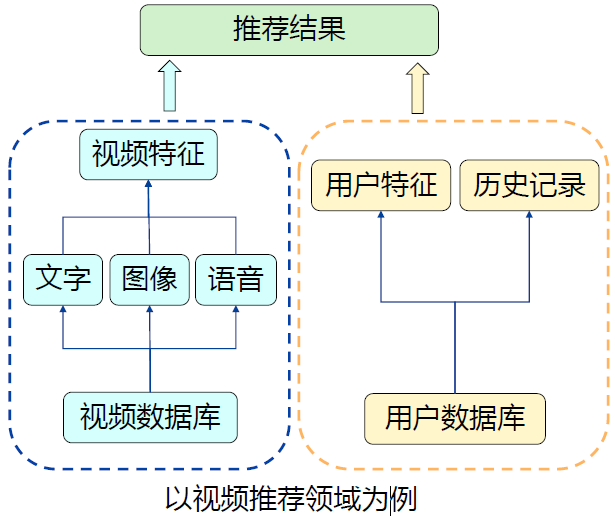 推荐结果
视频特征
用户特征
历史记录
文字
图像
语音
视频数据库
用户数据库
以视频推荐领域为例